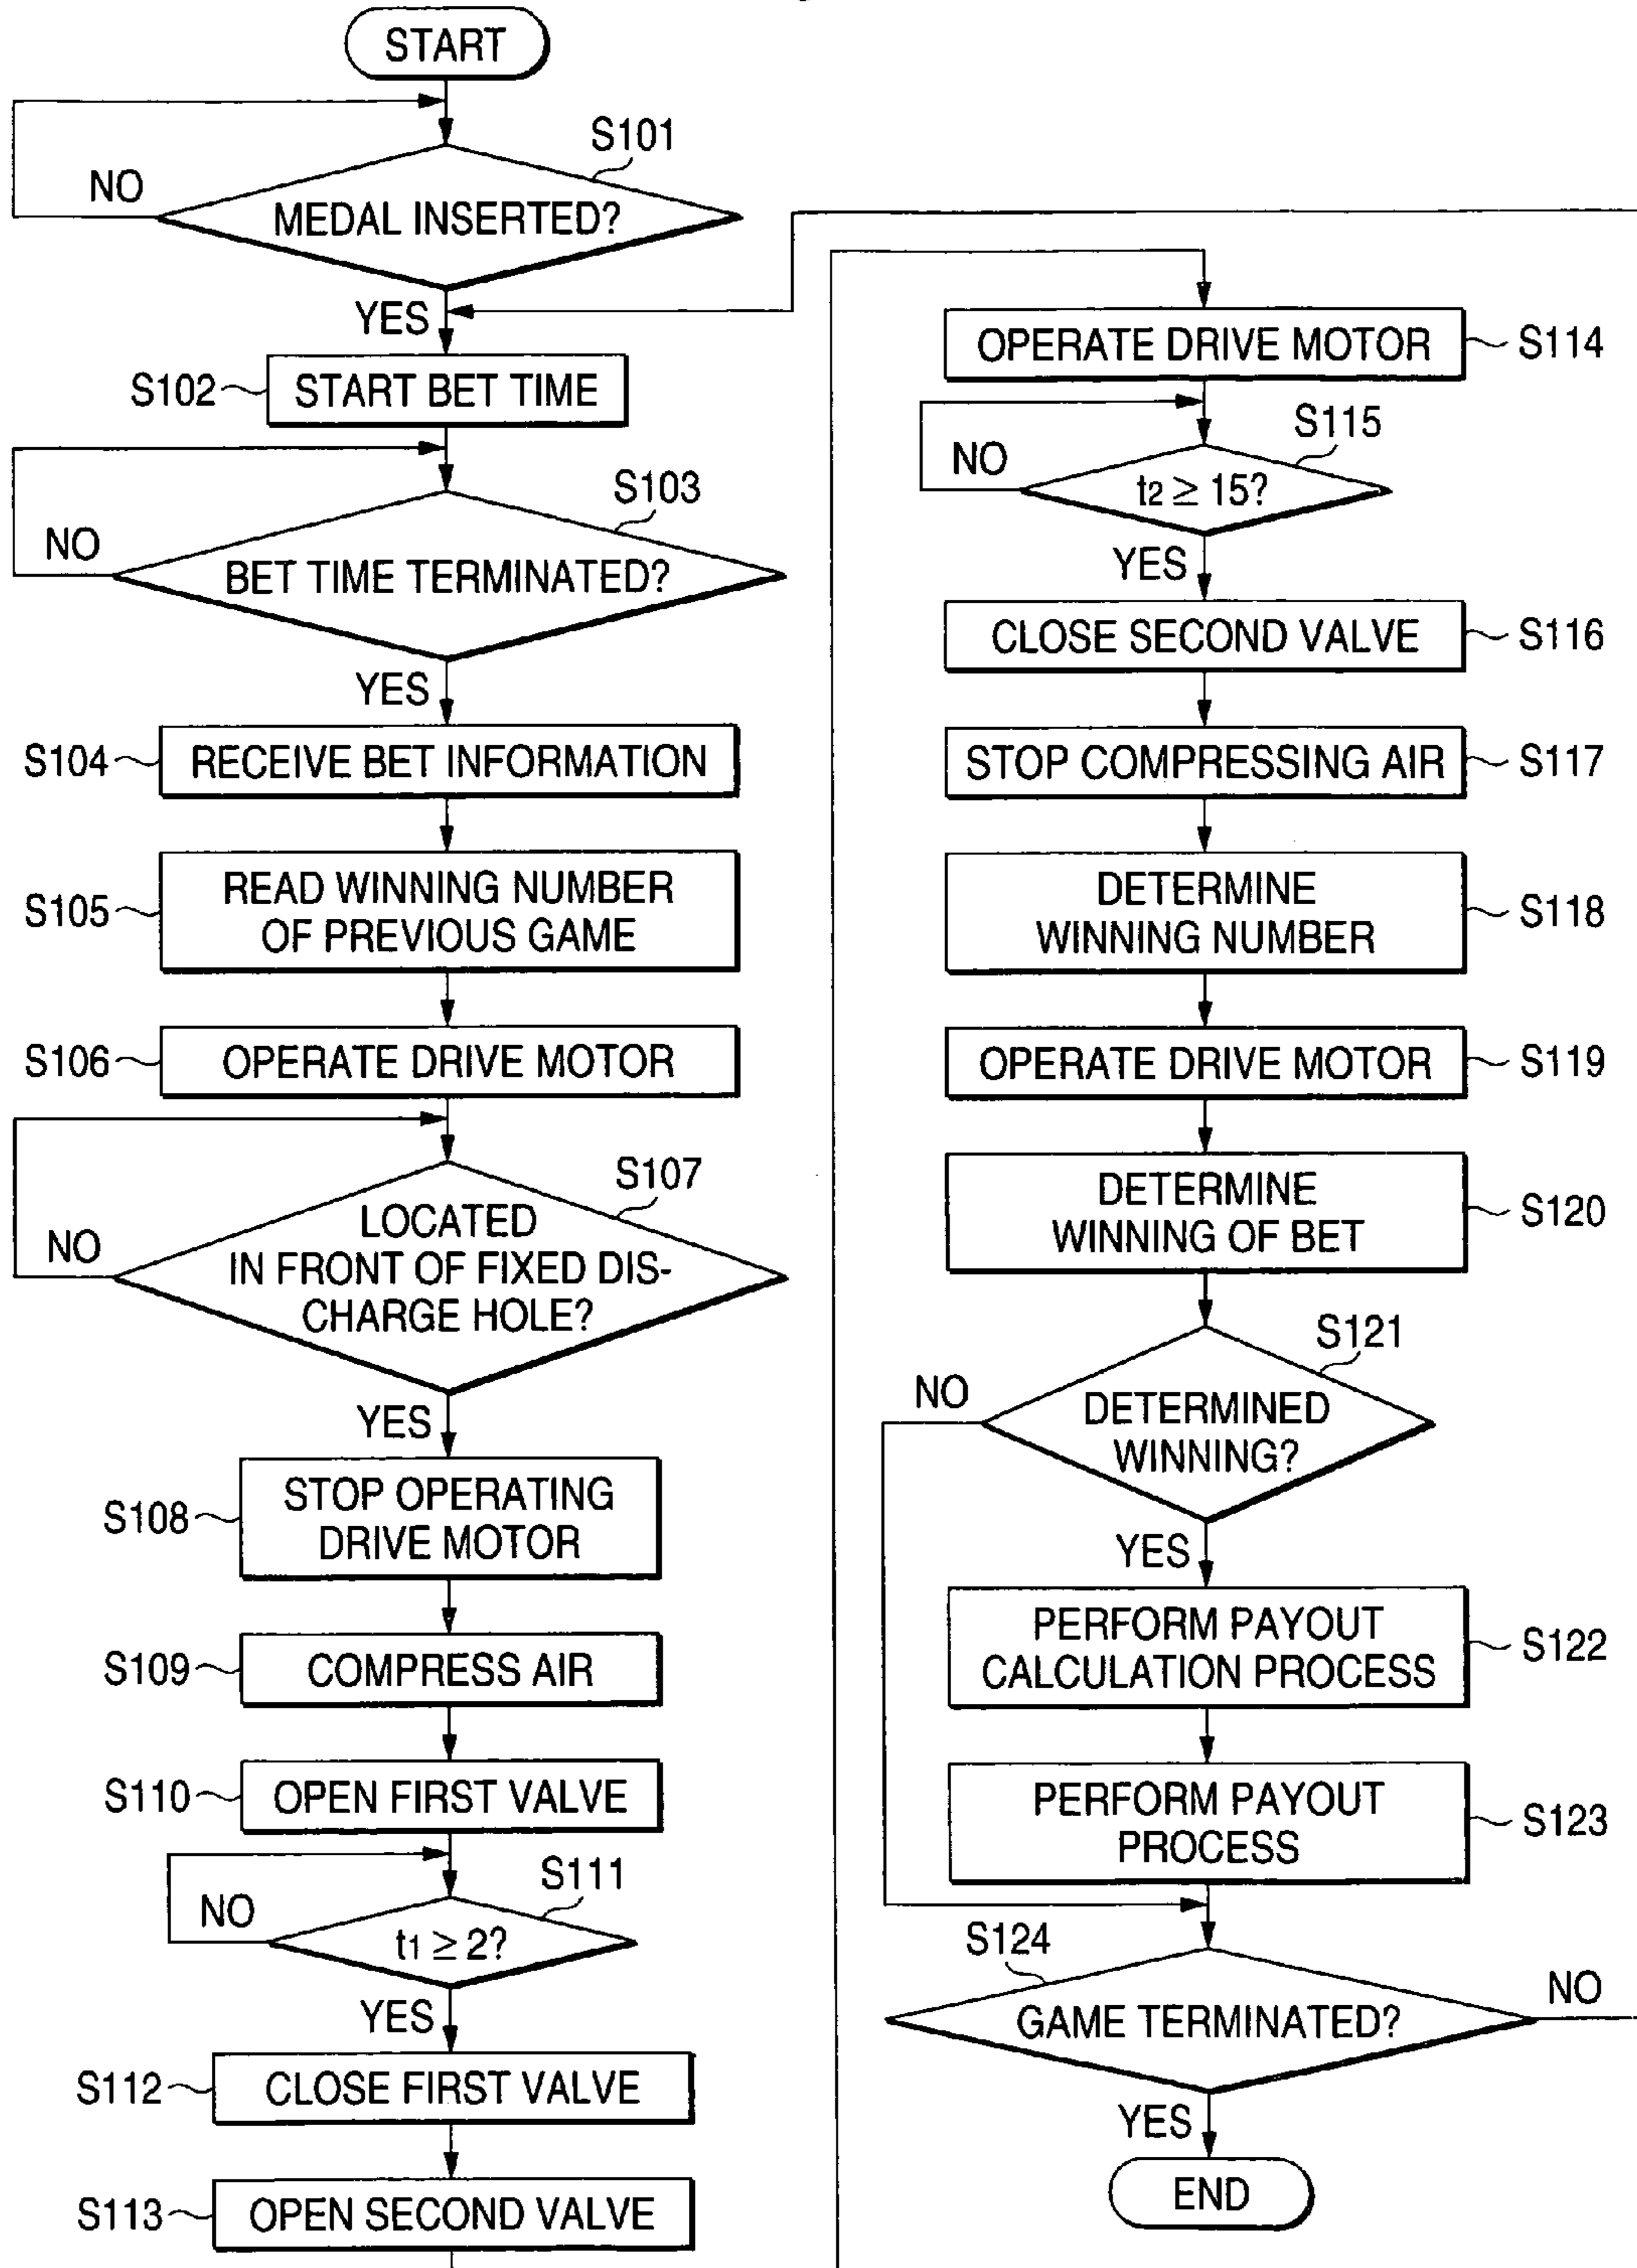 START
S101
NO
MEDAL INSERTED?
YES
S102
START BET TIME
S103
NO
BET TIME TERMINATED?
YES
S104
RECEIVE BET INFORMATION
S105
READ WINNING NUMBER
OF PREVIOUS GAME
S106
OPERATE DRIVE MOTOR
S107
NO
LOCATED
IN FRONT OF FIXED DIS-
CHARGE HOLE?
YES
S108
STOP OPERATING
DRIVE MOTOR
S109
COMPRESS AIR
S110
OPEN FIRST VALVE
S111
NO
t1 ≥ 2?
YES
S112
CLOSE FIRST VALVE
S113
OPEN SECOND VALVE
OPERATE DRIVE MOTOR
S114
S115
NO
t2 ≥ 15?
YES
CLOSE SECOND VALVE
S116
STOP COMPRESSING AIR
S117
DETERMINE
WINNING NUMBER
S118
OPERATE DRIVE MOTOR
S119
DETERMINE
WINNING OF BET
S120
S121
NO
DETERMINED
WINNING?
YES
PERFORM PAYOUT
CALCULATION PROCESS
S122
PERFORM PAYOUT
PROCESS
S123
S124
GAME TERMINATED?
NO
YES
END